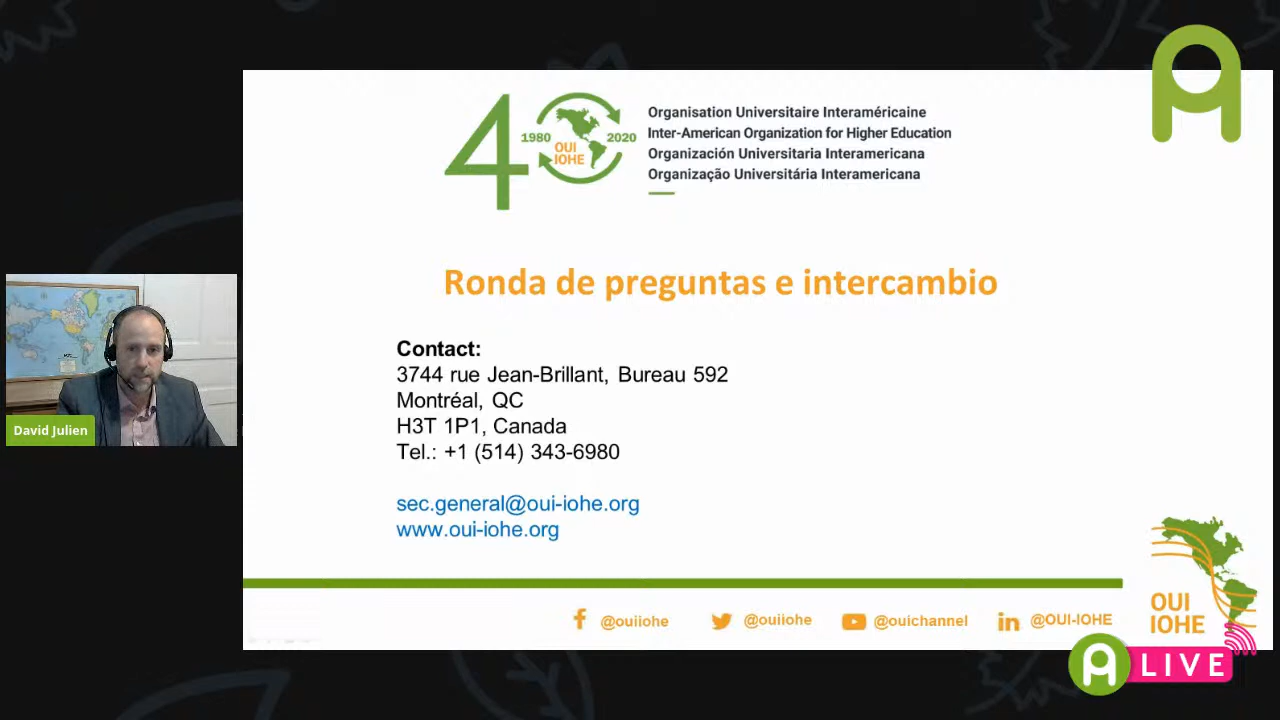 1980
2020
OUI
IOHE
Organisation Universitaire Interaméricaine
Inter-American Organization for Higher Education
Organización Universitaria Interamericana
Organização Universitária Interamericana
40
Ronda de preguntas e intercambio
Contact:
3744 rue Jean-Brillant, Bureau 592
Montréal, QC
H3T 1P1, Canada
Tel.: +1 (514) 343-6980
sec.general@oui-iohe.org
www.oui-iohe.org
David Julien
@ouiiohe
@ouiiohe
@ouichannel
@OUI-IOHE
OUI
IOHE
LIVE